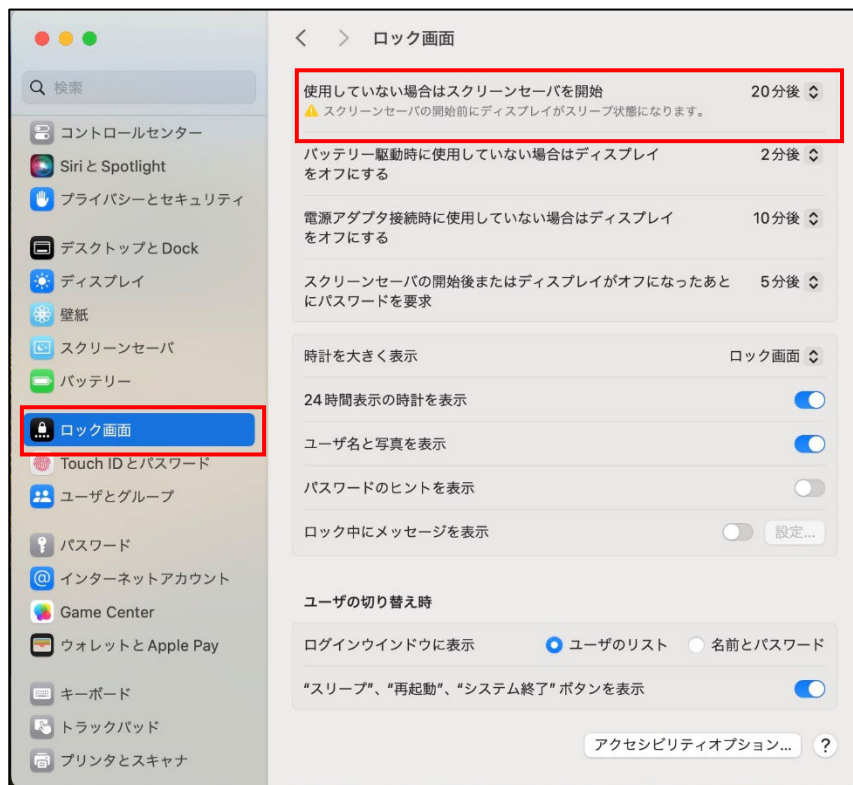 ロック画面
検索
コントロールセンター
Siri と Spotlight
プライバシーとセキュリティ
デスクトップと Dock
ディスプレイ
壁紙
スクリーンセーバ
バッテリー
ロック画面
Touch ID とパスワード
ユーザとグループ
パスワード
インターネットアカウント
Game Center
ウォレットと Apple Pay
キーボード
トラックパッド
プリンタとスキャナ
使用していない場合はスクリーンセーバを開始 20分後
スクリーンセーバの開始前にディスプレイがスリープ状態になります。
バッテリー駆動時に使用していない場合はディスプレイ 2分後
をオフにする
電源アダプタ接続時に使用していない場合はディスプレイ 10分後
をオフにする
スクリーンセーバの開始後またはディスプレイがオフになったあと 5分後
にパスワードを要求
時計を大きく表示 ロック画面
24時間表示の時計を表示
ユーザ名と写真を表示
パスワードのヒントを表示
ロック中にメッセージを表示 設定...
ユーザの切り替え時
ログインウインドウに表示 ユーザのリスト 名前とパスワード
“スリープ”、“再起動”、“システム終了” ボタンを表示
アクセシビリティオプション... ?